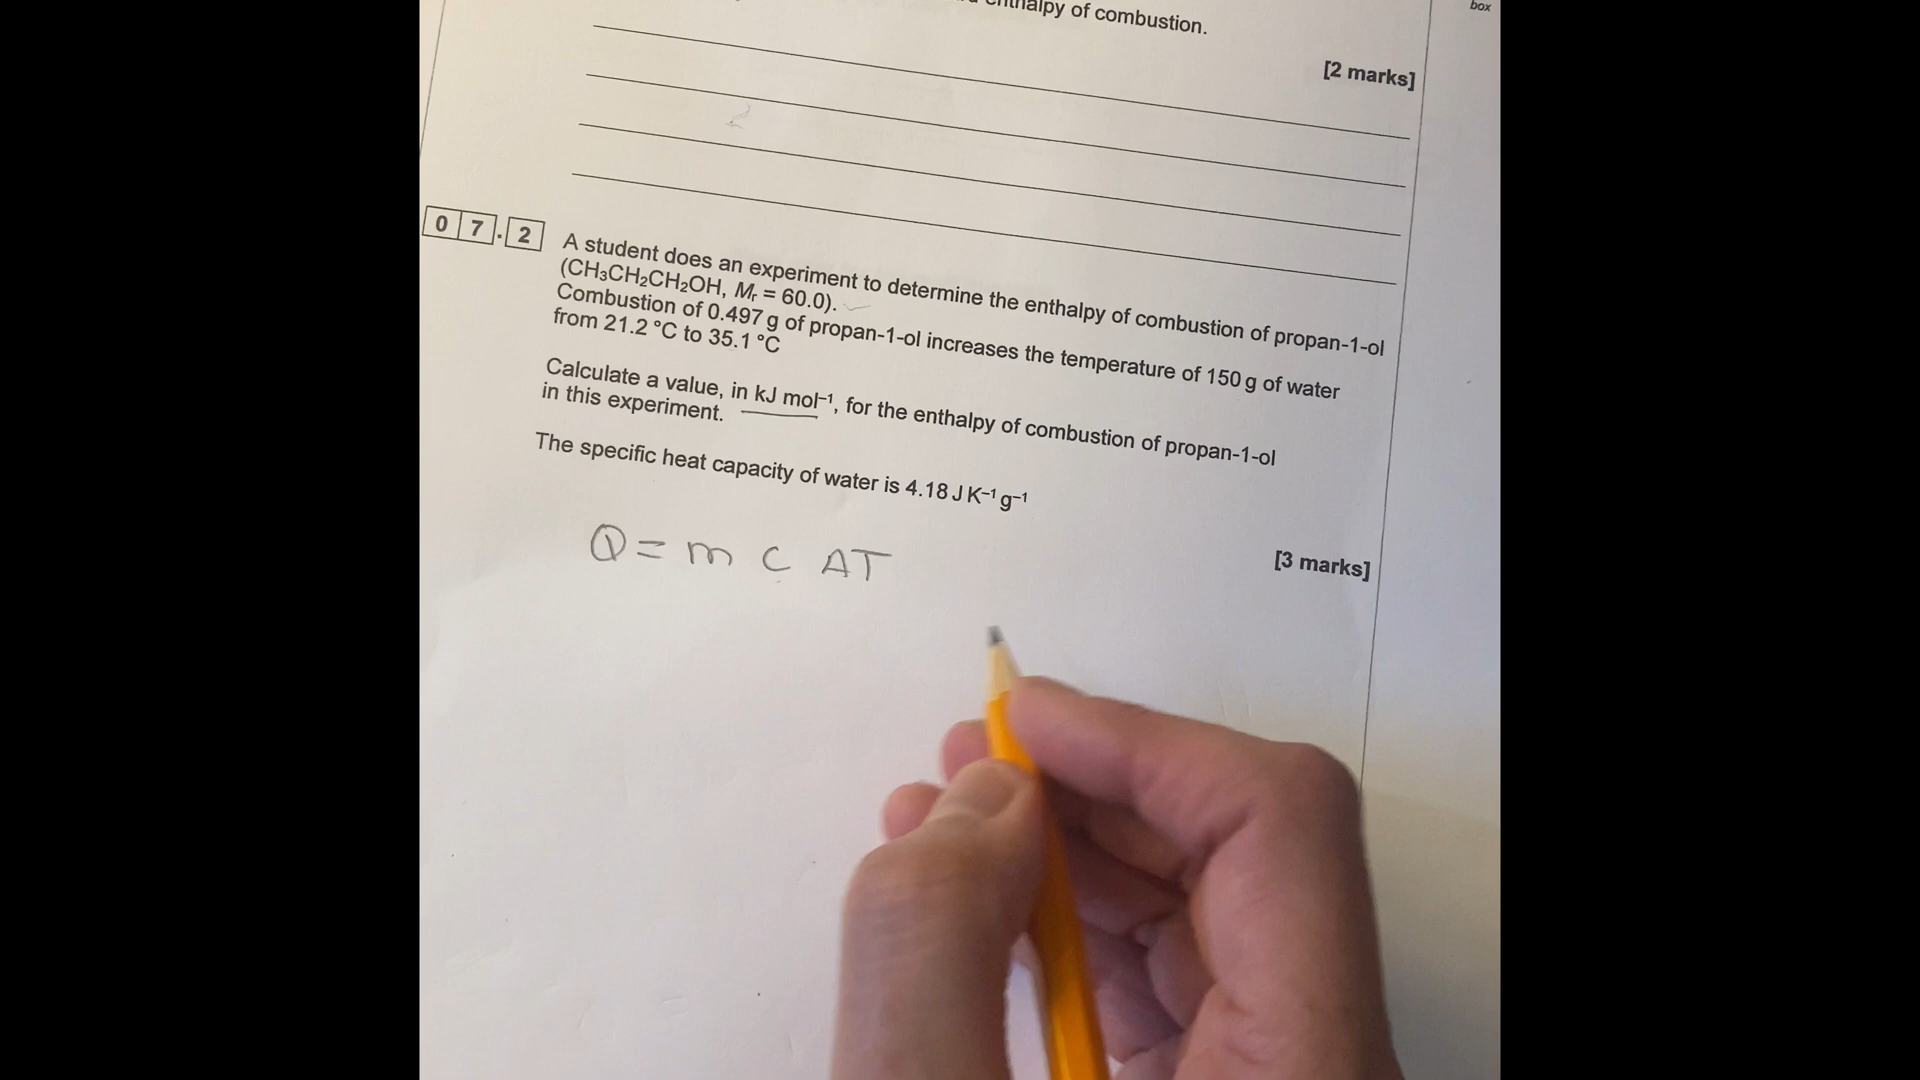 enthalpy of combustion.
box
[2 marks]
07.2
A student does an experiment to determine the enthalpy of combustion of propan-1-ol
(CH₃CH₂CH₂OH, Mᵣ = 60.0).
Combustion of 0.497 g of propan-1-ol increases the temperature of 150 g of water
from 21.2 °C to 35.1 °C
Calculate a value, in kJ mol⁻¹, for the enthalpy of combustion of propan-1-ol
in this experiment.
The specific heat capacity of water is 4.18 J K⁻¹ g⁻¹
[3 marks]
Q = m c ΔT